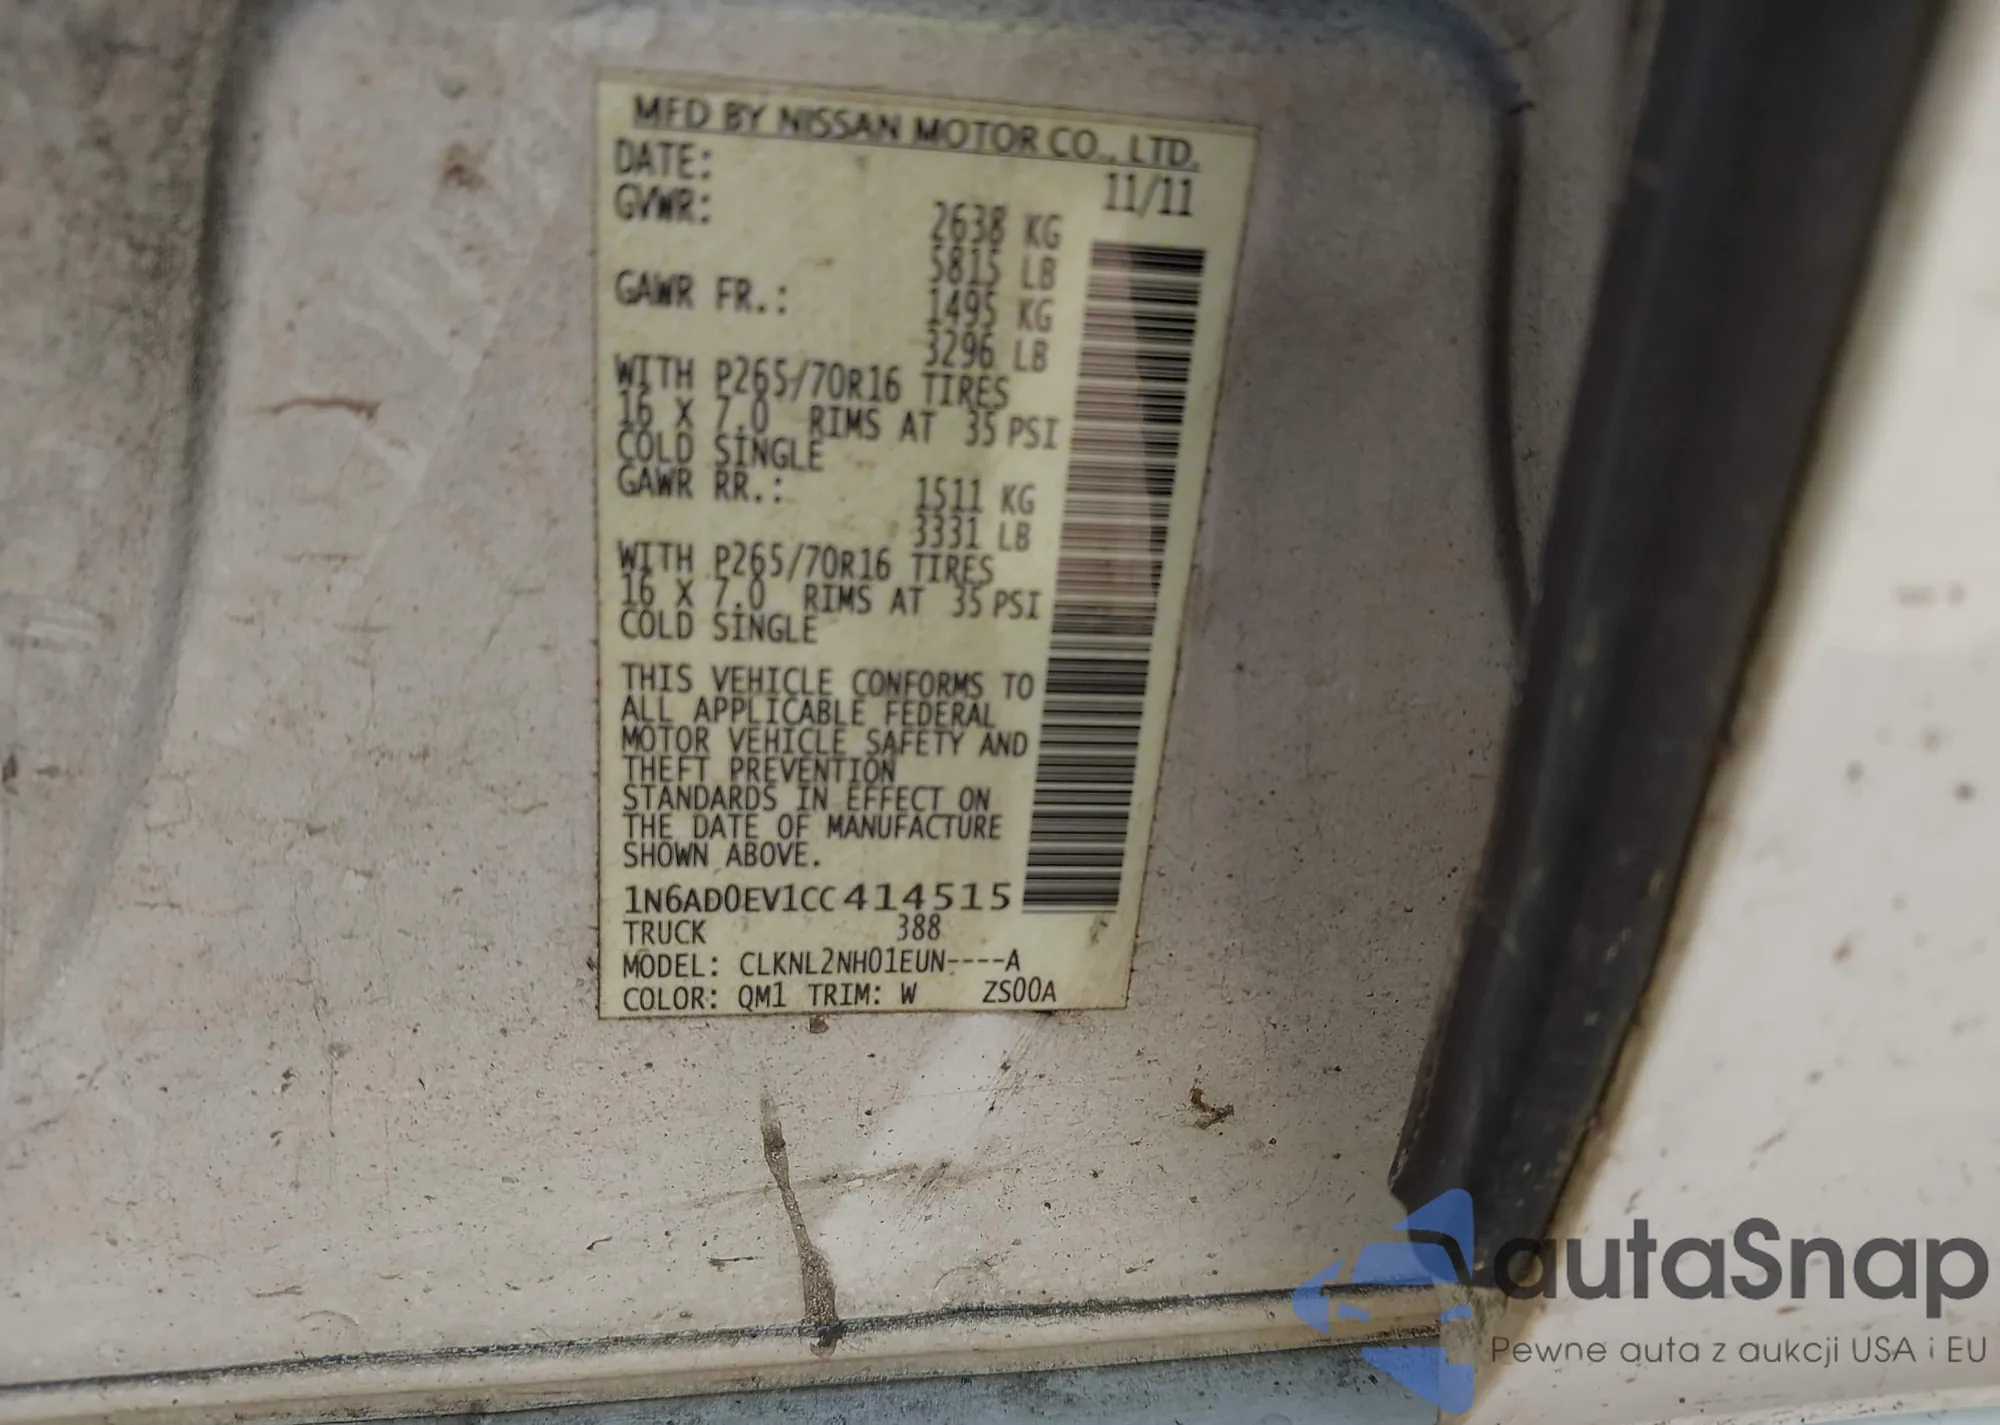 MFD BY NISSAN MOTOR CO., LTD.
DATE: 11/11
GVWR: 2638 KG
5815 LB
GAWR FR.: 1495 KG
3296 LB
WITH P265/70R16 TIRES
16 X 7.0 RIMS AT 35 PSI
COLD SINGLE
GAWR RR.: 1511 KG
3331 LB
WITH P265/70R16 TIRES
16 X 7.0 RIMS AT 35 PSI
COLD SINGLE
THIS VEHICLE CONFORMS TO
ALL APPLICABLE FEDERAL
MOTOR VEHICLE SAFETY AND
THEFT PREVENTION
STANDARDS IN EFFECT ON
THE DATE OF MANUFACTURE
SHOWN ABOVE.
1N6AD0EV1CC414515
TRUCK 388
MODEL: CLKNL2NH01EUN----A
COLOR: QM1 TRIM: W ZS00A
autaSnap
Pewne auta z aukcji USA i EU